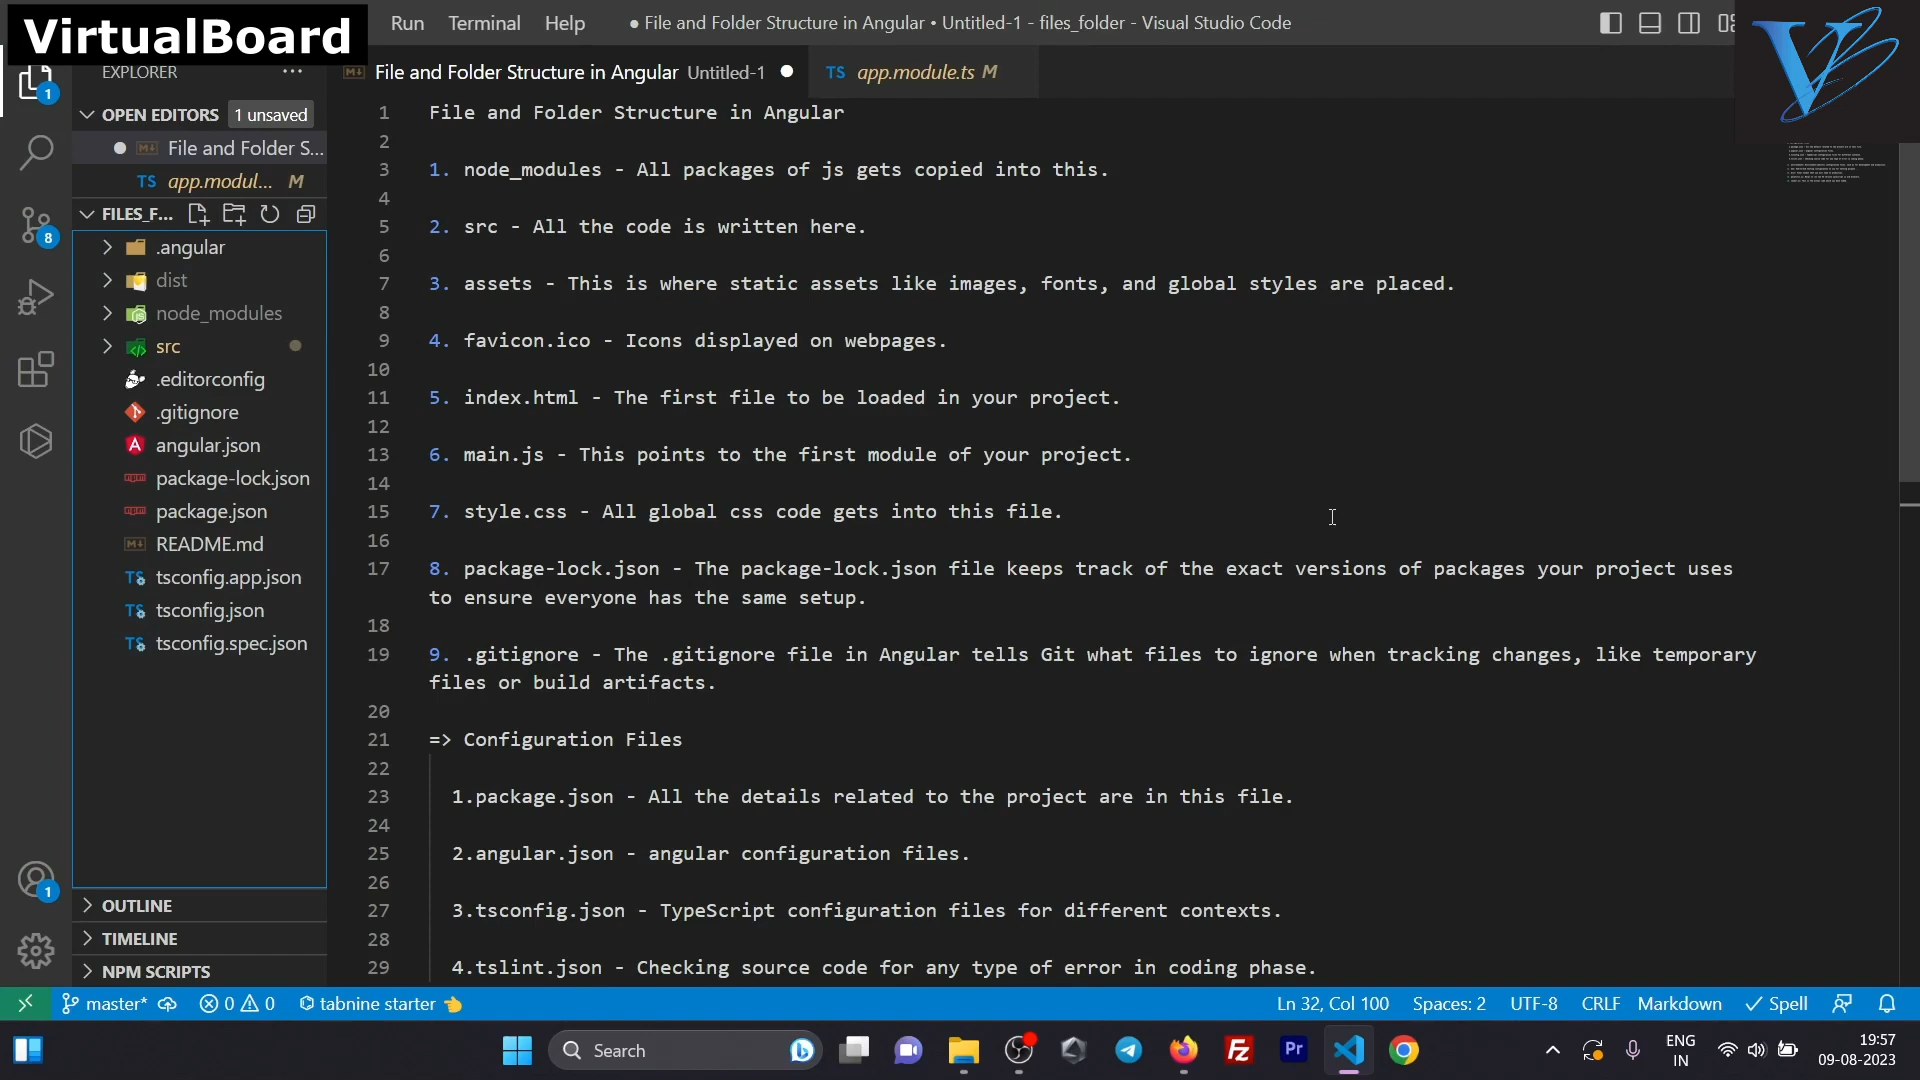 VirtualBoard
Run Terminal Help
● File and Folder Structure in Angular • Untitled-1 - files_folder - Visual Studio Code
EXPLORER
File and Folder Structure in Angular Untitled-1
TS app.module.ts M
OPEN EDITORS 1 unsaved
File and Folder S...
TS app.modul... M
FILES_F...
.angular
dist
node_modules
src
.editorconfig
.gitignore
angular.json
package-lock.json
package.json
README.md
tsconfig.app.json
tsconfig.json
tsconfig.spec.json
OUTLINE
TIMELINE
NPM SCRIPTS
1 File and Folder Structure in Angular
2
3 1. node_modules - All packages of js gets copied into this.
4
5 2. src - All the code is written here.
6
7 3. assets - This is where static assets like images, fonts, and global styles are placed.
8
9 4. favicon.ico - Icons displayed on webpages.
10
11 5. index.html - The first file to be loaded in your project.
12
13 6. main.js - This points to the first module of your project.
14
15 7. style.css - All global css code gets into this file.
16
17 8. package-lock.json - The package-lock.json file keeps track of the exact versions of packages your project uses
to ensure everyone has the same setup.
18
19 9. .gitignore - The .gitignore file in Angular tells Git what files to ignore when tracking changes, like temporary
files or build artifacts.
20
21 => Configuration Files
22
23 1.package.json - All the details related to the project are in this file.
24
25 2.angular.json - angular configuration files.
26
27 3.tsconfig.json - TypeScript configuration files for different contexts.
28
29 4.tslint.json - Checking source code for any type of error in coding phase.
1
8
1
master* 0 0 tabnine starter
Ln 32, Col 100 Spaces: 2 UTF-8 CRLF Markdown Spell
Search
Fz
Pr
ENG
IN
19:57
09-08-2023